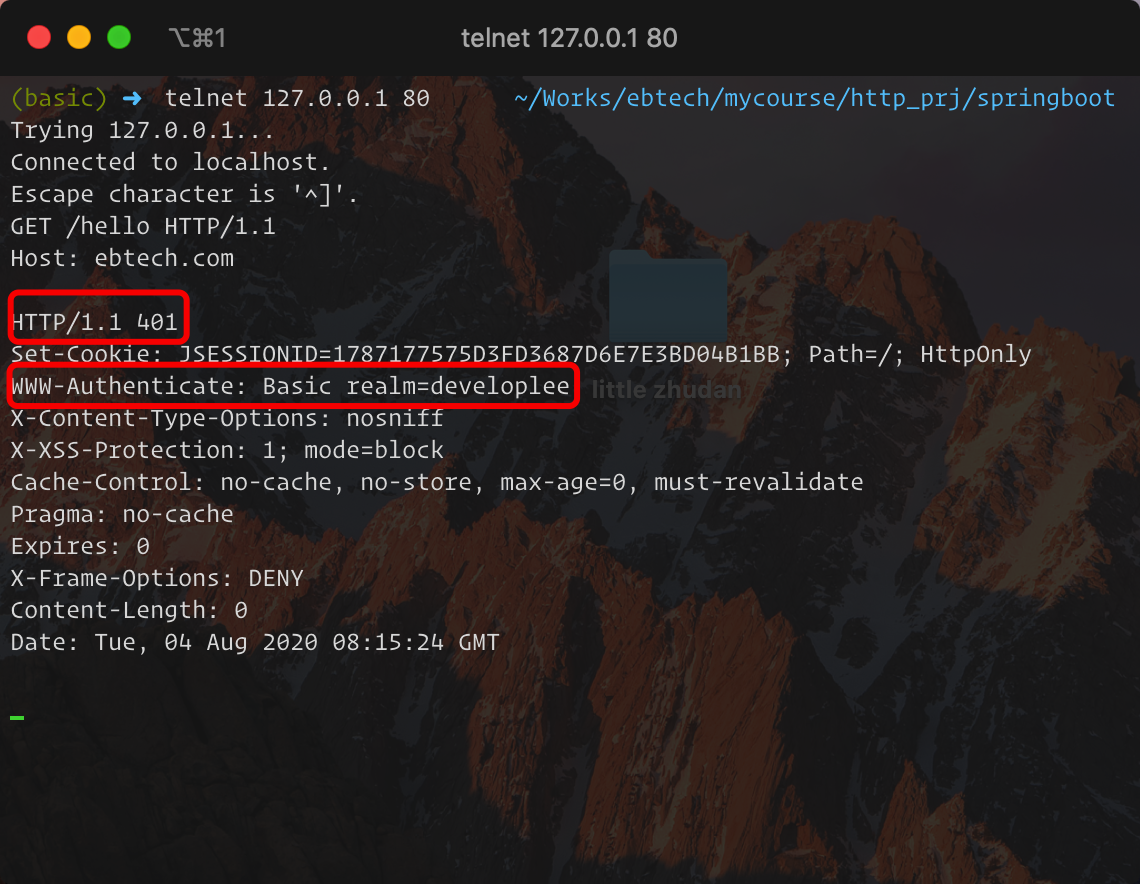 ⌥⌘1 telnet 127.0.0.1 80
(basic) ➜ telnet 127.0.0.1 80 ~/Works/ebtech/mycourse/http_prj/springboot
Trying 127.0.0.1...
Connected to localhost.
Escape character is '^]'.
GET /hello HTTP/1.1
Host: ebtech.com
HTTP/1.1 401
Set-Cookie: JSESSIONID=1787177575D3FD3687D6E7E3BD04B1BB; Path=/; HttpOnly
WWW-Authenticate: Basic realm=developlee
little zhudan
X-Content-Type-Options: nosniff
X-XSS-Protection: 1; mode=block
Cache-Control: no-cache, no-store, max-age=0, must-revalidate
Pragma: no-cache
Expires: 0
X-Frame-Options: DENY
Content-Length: 0
Date: Tue, 04 Aug 2020 08:15:24 GMT